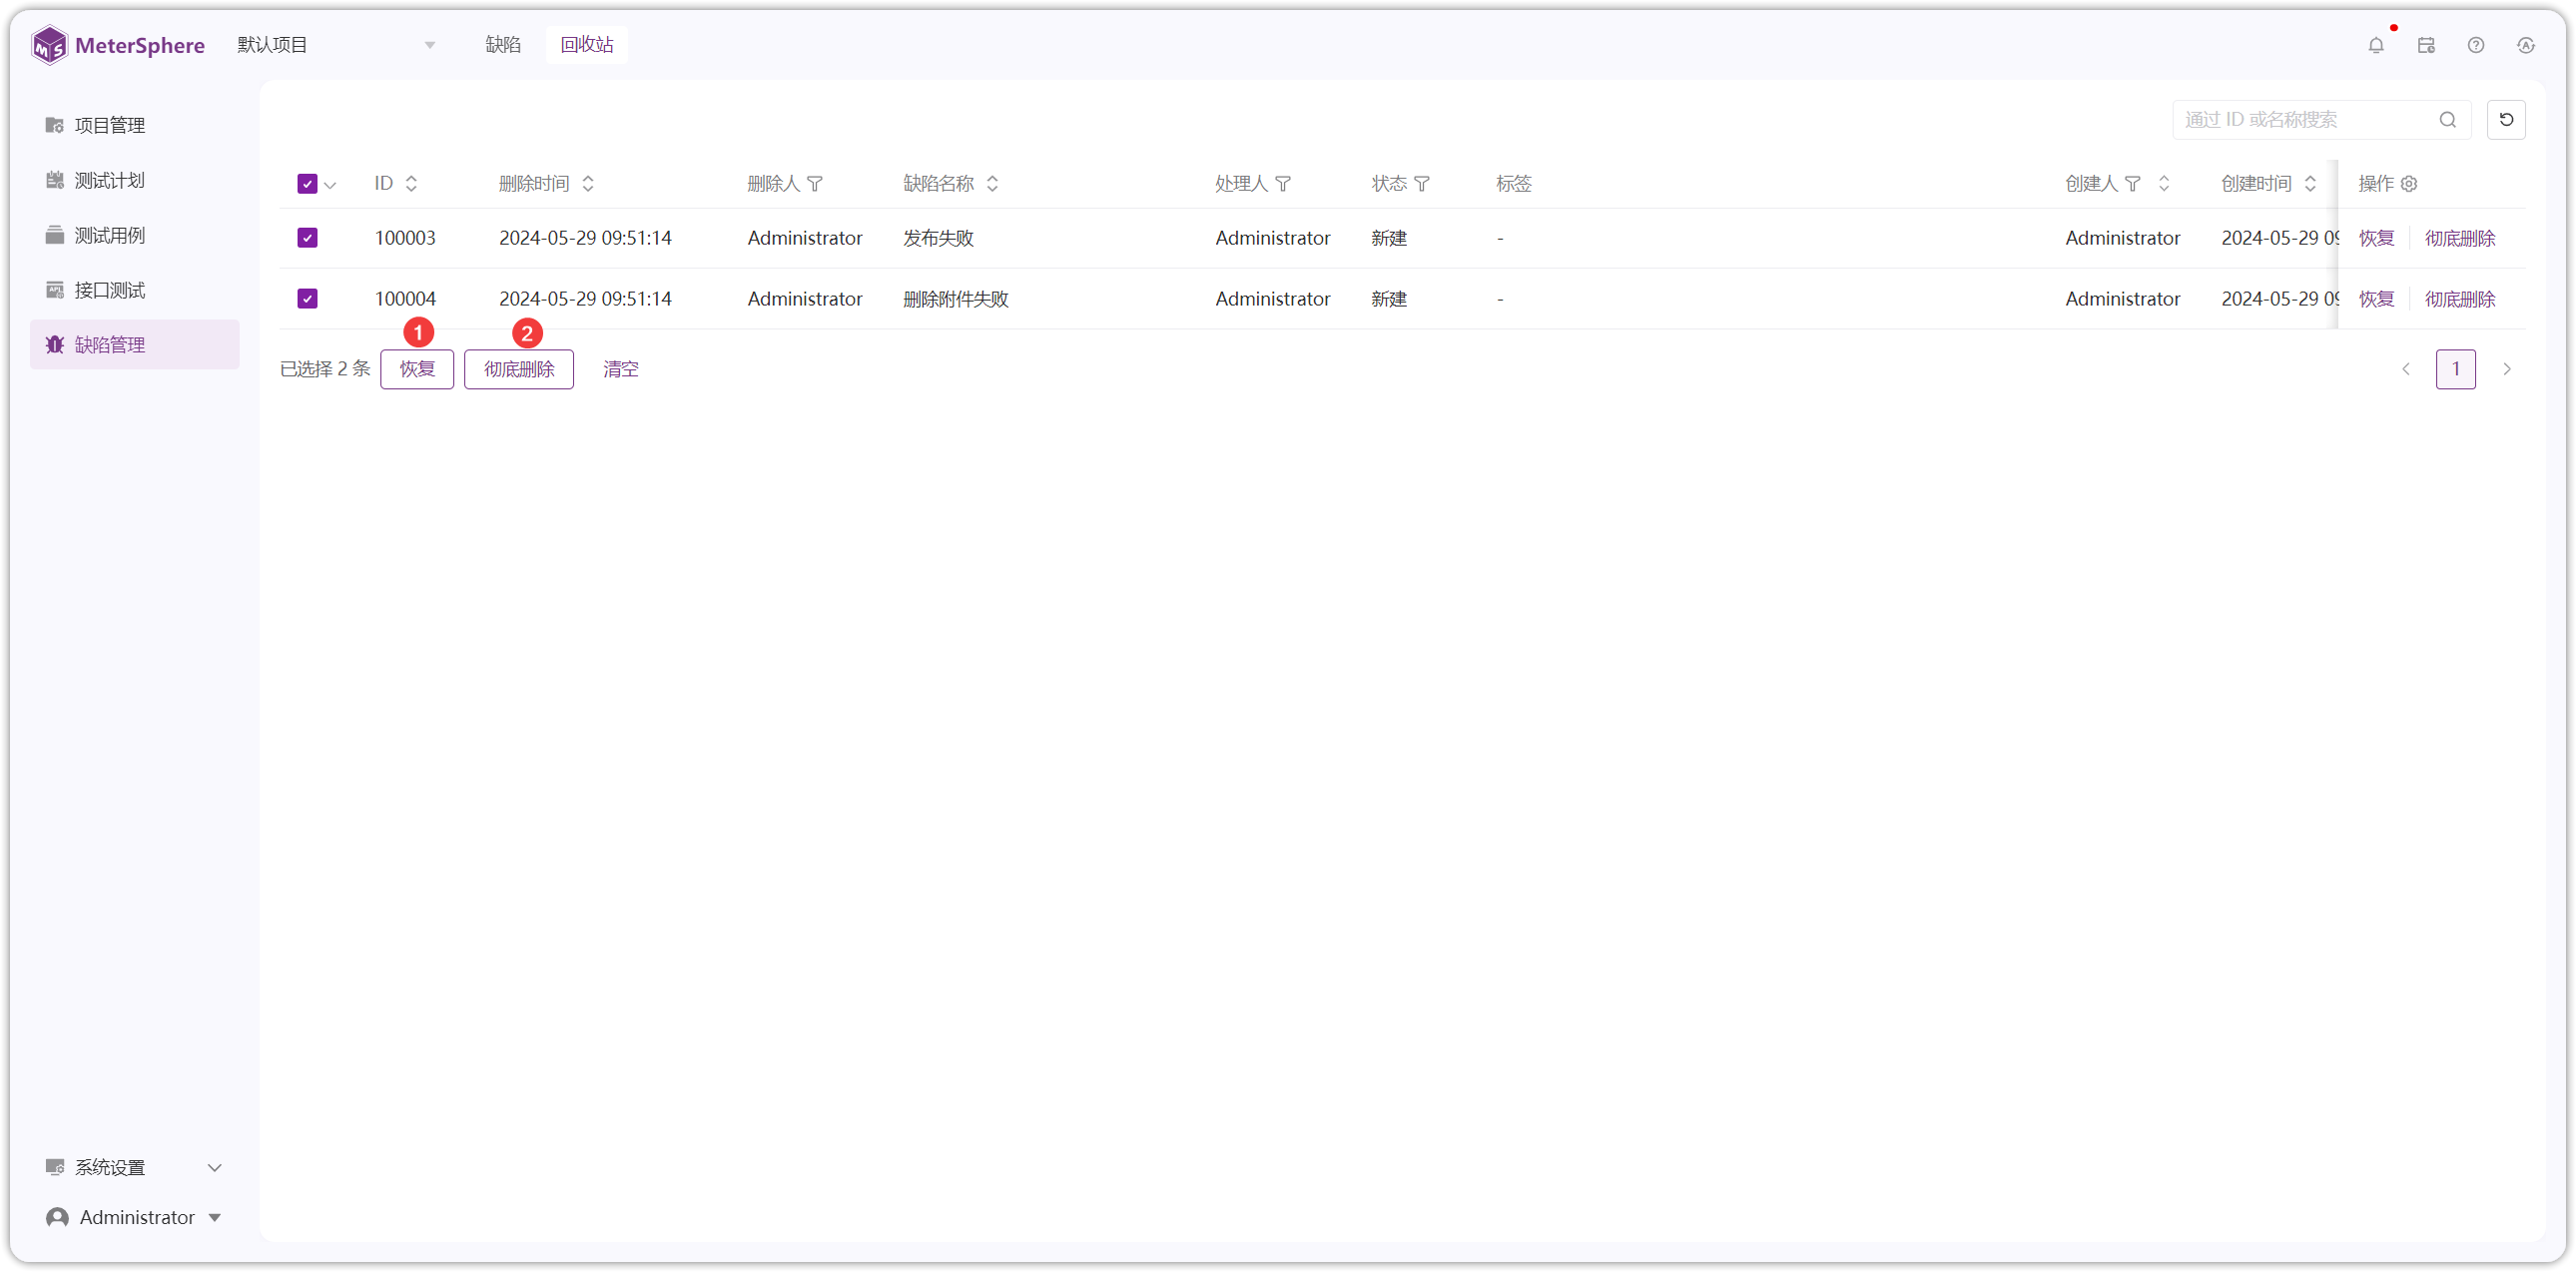 MeterSphere 默认项目 缺陷 回收站
项目管理
测试计划
测试用例
接口测试
缺陷管理
通过 ID 或名称搜索
ID 删除时间 删除人 缺陷名称 处理人 状态 标签 创建人 创建时间 操作
100003 2024-05-29 09:51:14 Administrator 发布失败 Administrator 新建 - Administrator 2024-05-29 09 恢复 彻底删除
100004 2024-05-29 09:51:14 Administrator 删除附件失败 Administrator 新建 - Administrator 2024-05-29 09 恢复 彻底删除
1 2
已选择 2 条 恢复 彻底删除 清空 1
系统设置
Administrator